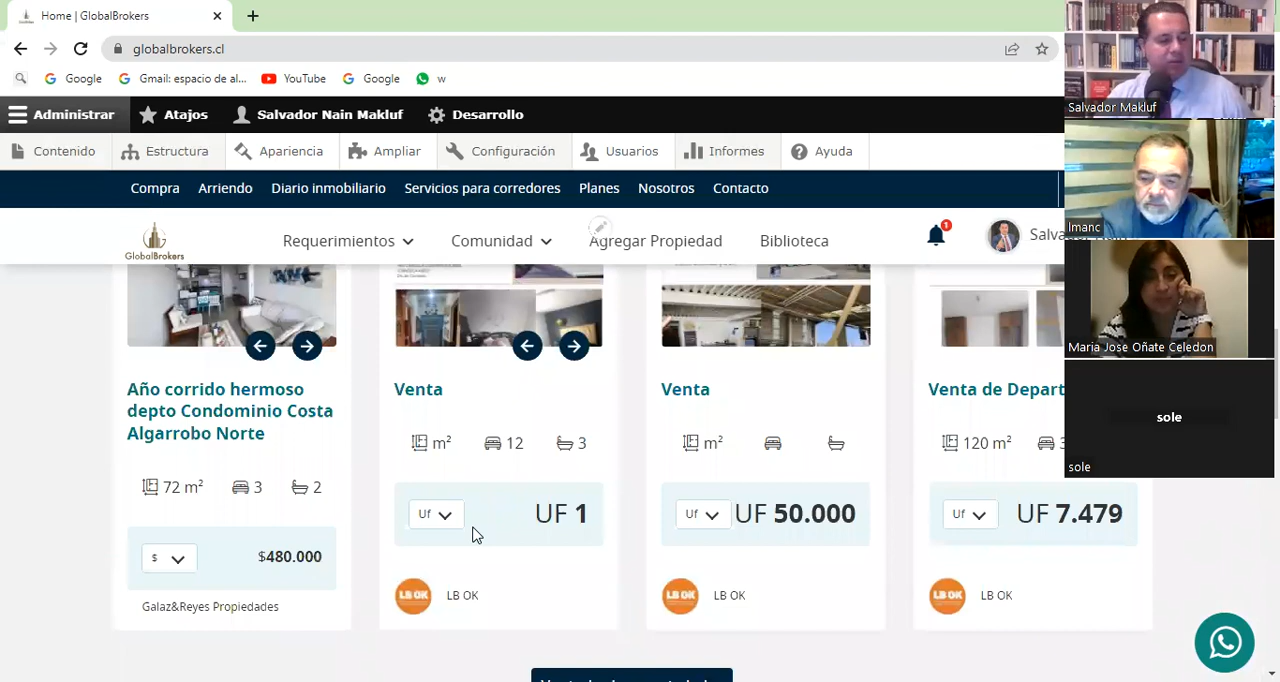 Home | GlobalBrokers
globalbrokers.cl
Google
Gmail: espacio de al...
YouTube
Google
w
Administrar
Atajos
Salvador Nain Makluf
Desarrollo
Contenido
Estructura
Apariencia
Ampliar
Configuración
Usuarios
Informes
Ayuda
Compra
Arriendo
Diario inmobiliario
Servicios para corredores
Planes
Nosotros
Contacto
GlobalBrokers
Requerimientos
Comunidad
Agregar Propiedad
Biblioteca
1
Año corrido hermoso
depto Condominio Costa
Algarrobo Norte
72 m²
3
2
$
$480.000
Galaz&Reyes Propiedades
Venta
m²
12
3
Uf
UF 1
LB OK
LB OK
Venta
m²
Uf
UF 50.000
LB OK
LB OK
Venta de Depart
120 m²
Uf
UF 7.479
LB OK
LB OK
Salvador Makluf
lmanc
Maria Jose Oñate Celedon
sole
sole